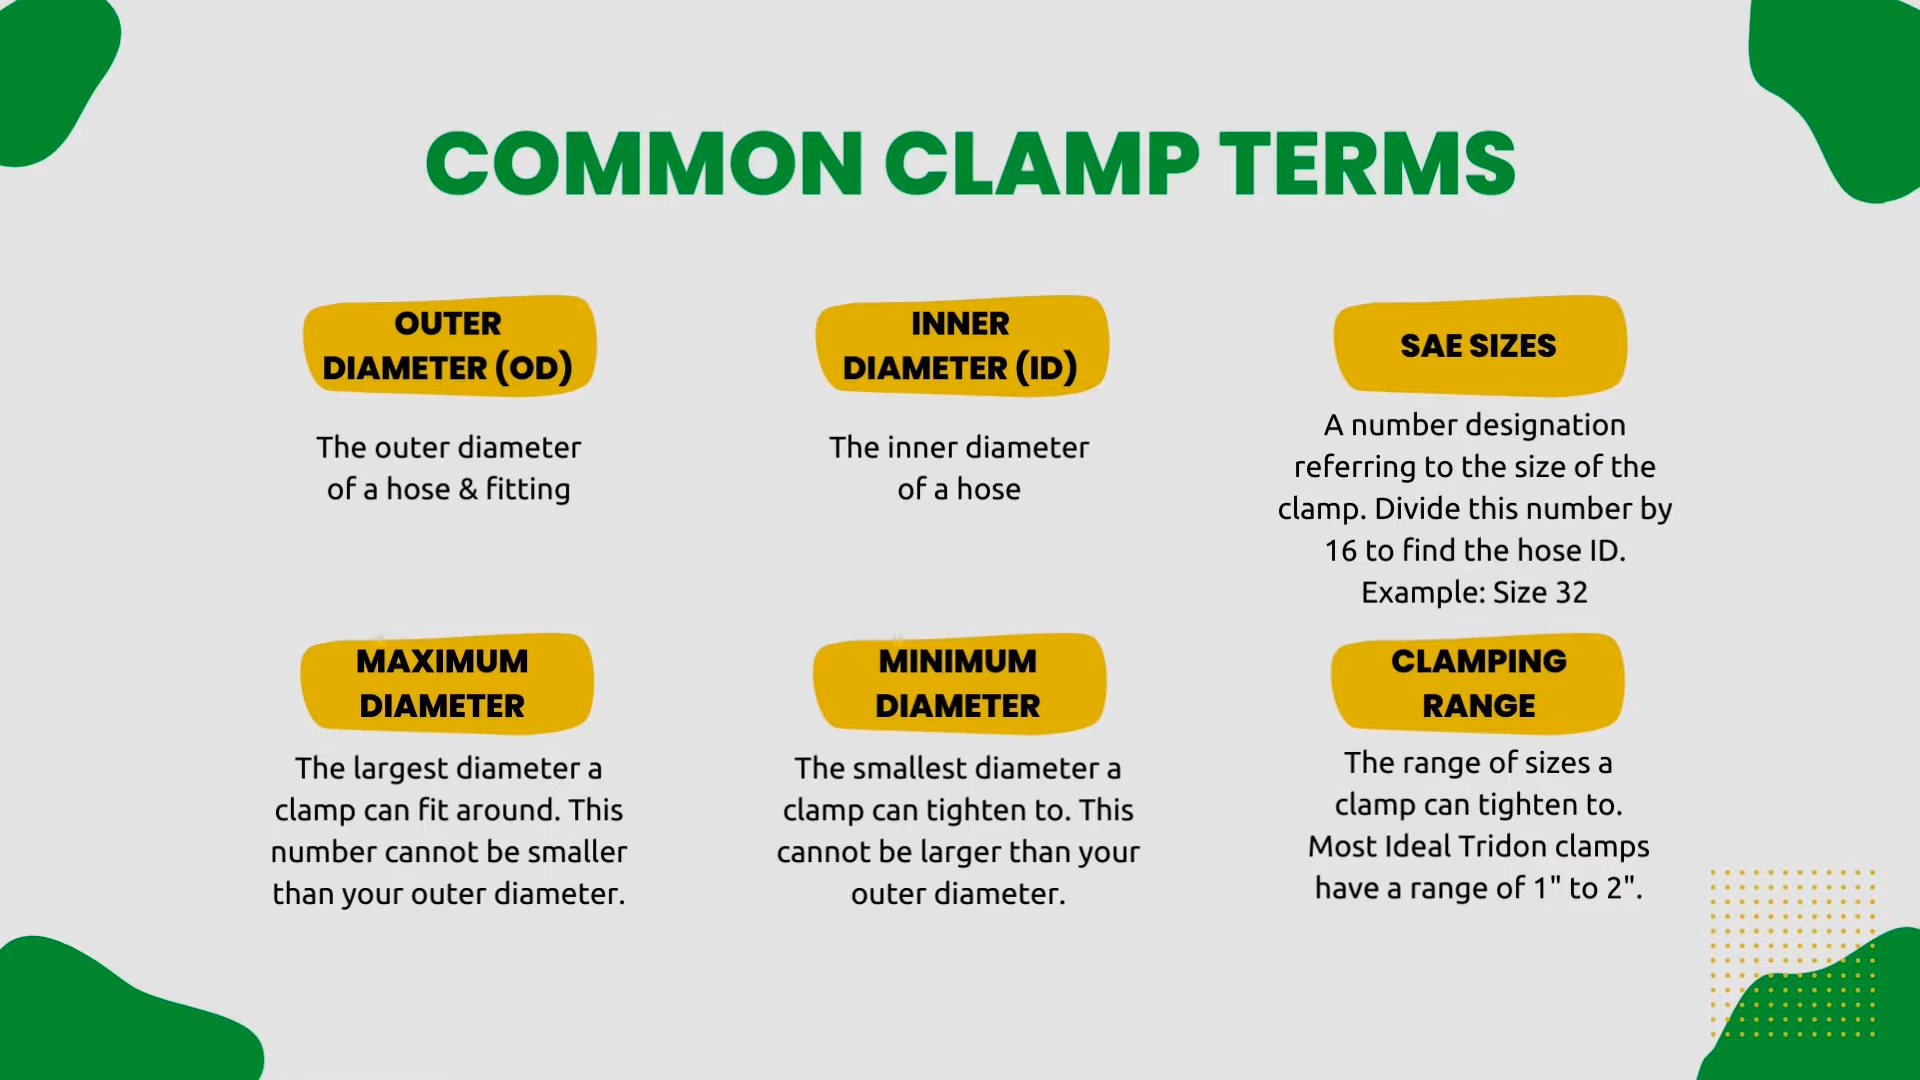 COMMON CLAMP TERMS
OUTER
DIAMETER (OD)
The outer diameter
of a hose & fitting
INNER
DIAMETER (ID)
The inner diameter
of a hose
SAE SIZES
A number designation
referring to the size of the
clamp. Divide this number by
16 to find the hose ID.
Example: Size 32
MAXIMUM
DIAMETER
The largest diameter a
clamp can fit around. This
number cannot be smaller
than your outer diameter.
MINIMUM
DIAMETER
The smallest diameter a
clamp can tighten to. This
cannot be larger than your
outer diameter.
CLAMPING
RANGE
The range of sizes a
clamp can tighten to.
Most Ideal Tridon clamps
have a range of 1" to 2".